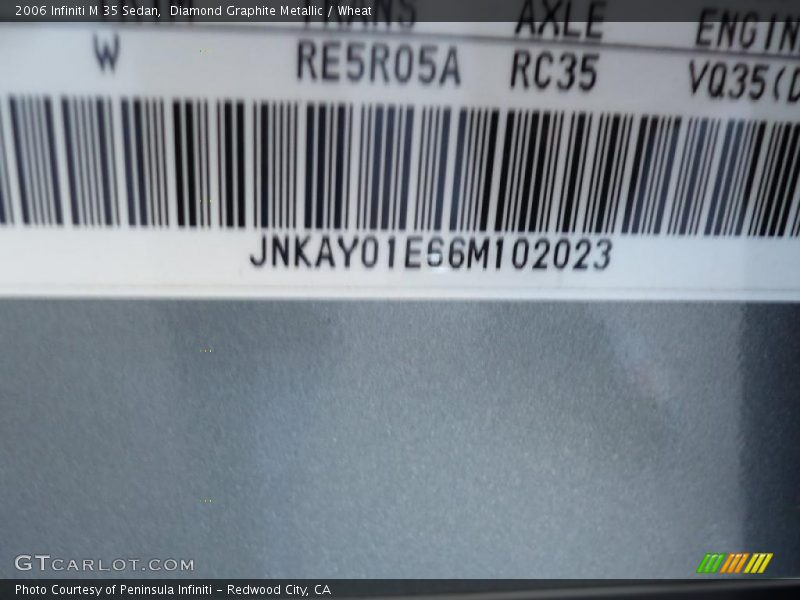 2006 Infiniti M 35 Sedan,  Diamond Graphite Metallic / Wheat
TRANS AXLE ENGIN
W RE5R05A RC35 VQ35(D
JNKAY01E66M102023
GTCARLOT.COM
Photo Courtesy of Peninsula Infiniti - Redwood City, CA